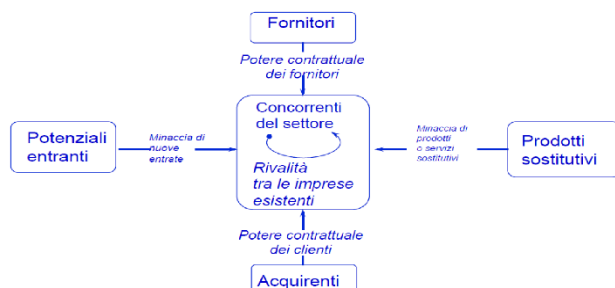 Fornitori
Potere contrattuale
dei fornitori
Concorrenti
del settore
Potenziali
entranti
Minaccia di
nuove
entrate
Minaccia di
prodotti
o servizi
sostitutivi
Prodotti
sostitutivi
Rivalità
tra le imprese
esistenti
Potere contrattuale
dei clienti
Acquirenti